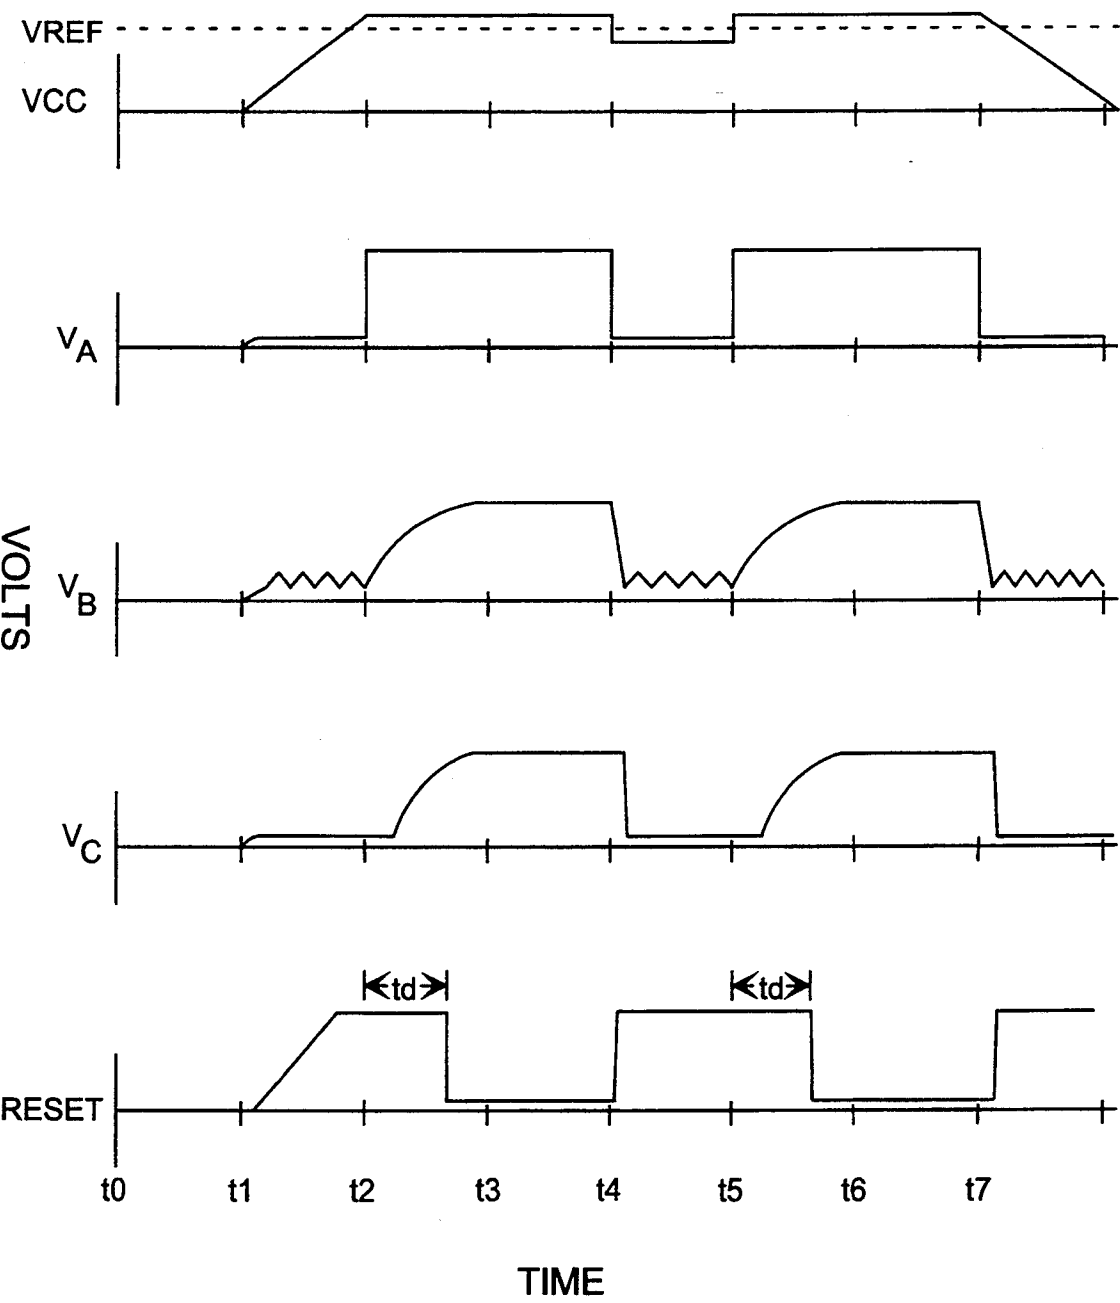 VREF
VCC
VA
VOLTS
VB
VC
td td
RESET
t0 t1 t2 t3 t4 t5 t6 t7
TIME